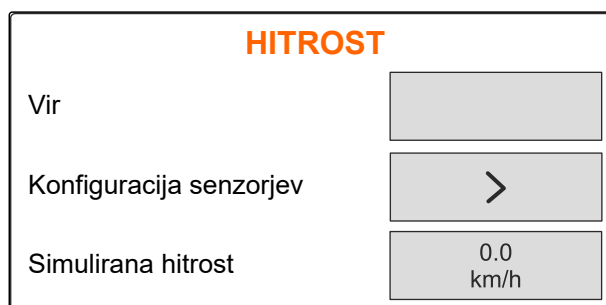 HITROST
Vir
Konfiguracija senzorjev
Simulirana hitrost
0.0
km/h